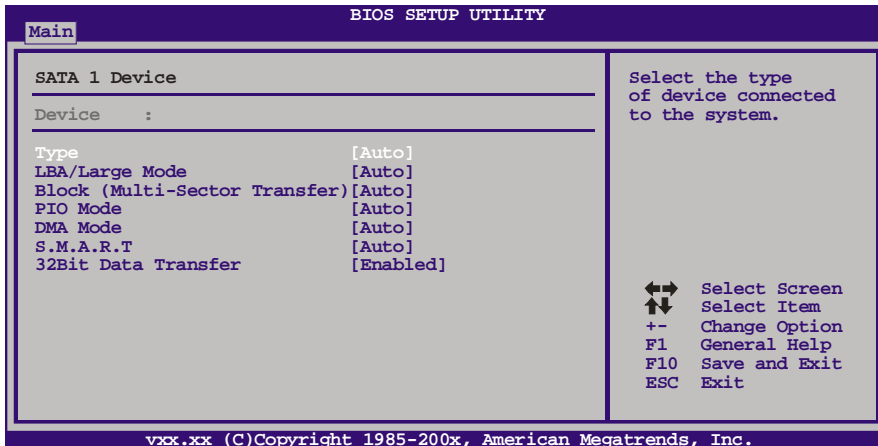 BIOS SETUP UTILITY
Main
SATA 1 Device
Device :
Type [Auto]
LBA/Large Mode [Auto]
Block (Multi-Sector Transfer)[Auto]
PIO Mode [Auto]
DMA Mode [Auto]
S.M.A.R.T [Auto]
32Bit Data Transfer [Enabled]
Select the type
of device connected
to the system.
Select Screen
Select Item
+- Change Option
F1 General Help
F10 Save and Exit
ESC Exit
vxx.xx (C)Copyright 1985-200x, American Megatrends, Inc.